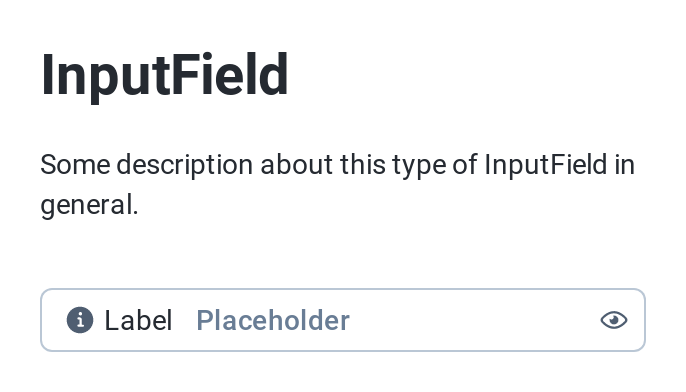 InputField
Some description about this type of InputField in
general.
Label Placeholder